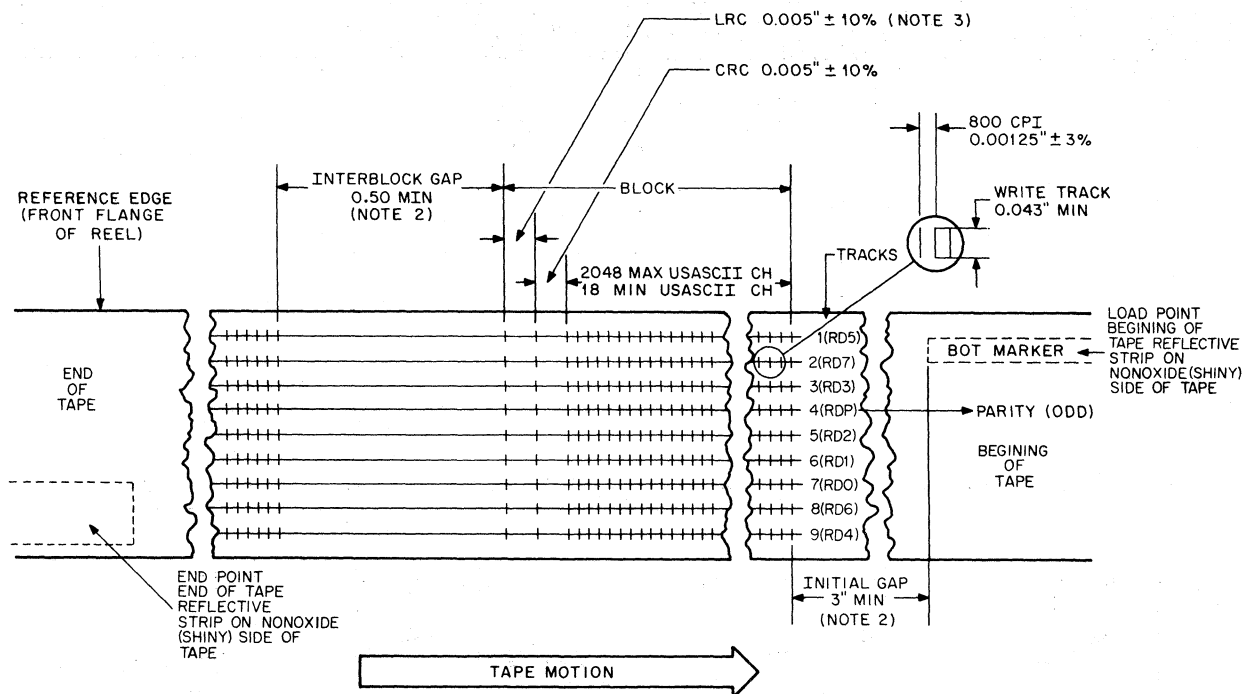 LRC 0.005" ± 10% (NOTE 3)
CRC 0.005" ± 10%
800 CPI
0.00125" ± 3%
INTERBLOCK GAP
0.50 MIN
(NOTE 2)
BLOCK
WRITE TRACK
0.043" MIN
REFERENCE EDGE
(FRONT FLANGE
OF REEL)
2048 MAX USASCII CH
18 MIN USASCII CH
TRACKS
1(RD5)
2(RD7)
3(RD3)
4(RDP)
5(RD2)
6(RD1)
7(RD0)
8(RD6)
9(RD4)
BOT MARKER
LOAD POINT
BEGINING OF
TAPE REFLECTIVE
STRIP ON
NONOXIDE(SHINY)
SIDE OF TAPE
PARITY (ODD)
BEGINING
OF
TAPE
END
OF
TAPE
END POINT
END OF TAPE
REFLECTIVE
STRIP ON NONOXIDE
(SHINY) SIDE OF
TAPE
INITIAL GAP
3" MIN
(NOTE 2)
TAPE MOTION